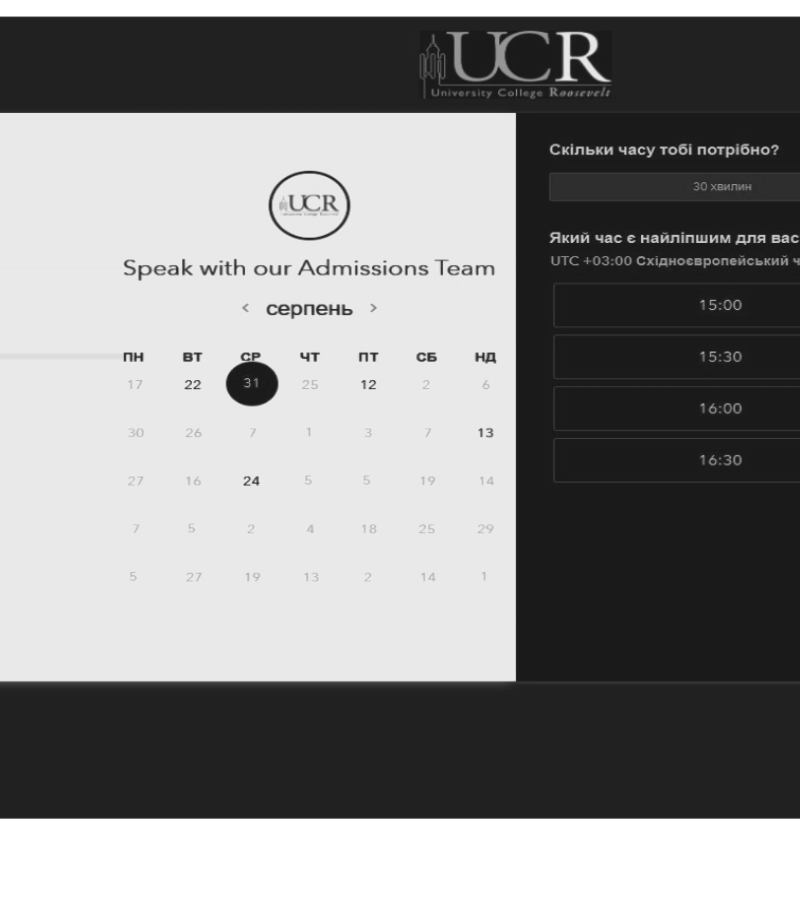 UCR
University College Roosevelt
UCR
Speak with our Admissions Team
< серпень >
ПН ВТ СР ЧТ ПТ СБ НД
17 22 31 25 12 2 6
30 26 7 1 3 7 13
27 16 24 5 5 19 14
7 5 2 4 18 25 29
5 27 19 13 2 14 1
Скільки часу тобі потрібно?
30 хвилин
Який час є найліпшим для вас
UTC +03:00 Східноєвропейський ч
15:00
15:30
16:00
16:30